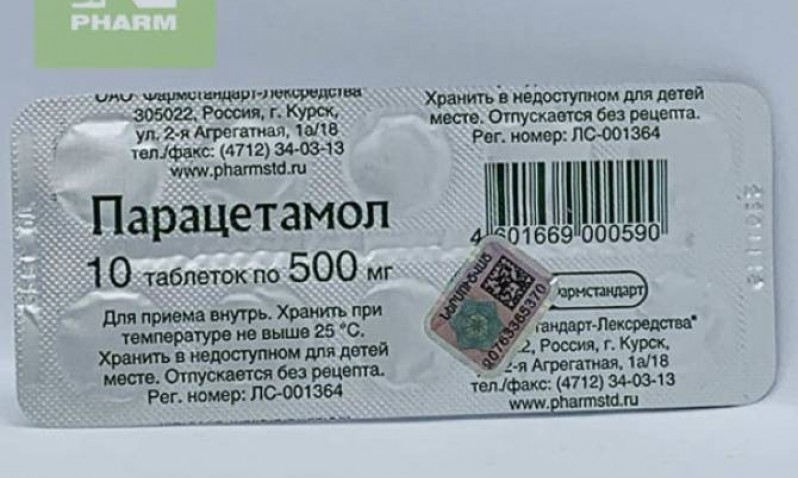 PHARM
ОАО "Фармстандарт-Лексредства"
305022, Россия, г. Курск,
ул. 2-я Агрегатная, 1а/18
тел./факс: (4712) 34-03-13
www.pharmstd.ru
Хранить в недоступном для детей
месте. Отпускается без рецепта.
Рег. номер: ЛС-001364
Парацетамол
10 таблеток по 500 мг
Для приема внутрь. Хранить при
температуре не выше 25 °С.
Хранить в недоступном для детей
месте. Отпускается без рецепта.
Рег. номер: ЛС-001364
4 601669 000590
ՆԵՐՄՈՒԾՎԱԾ
20763365370
армстандарт
тандарт-Лексредства"
2, Россия, г. Курск,
-я Агрегатная, 1а/18
тел./факс: (4712) 34-03-13
www.pharmstd.ru